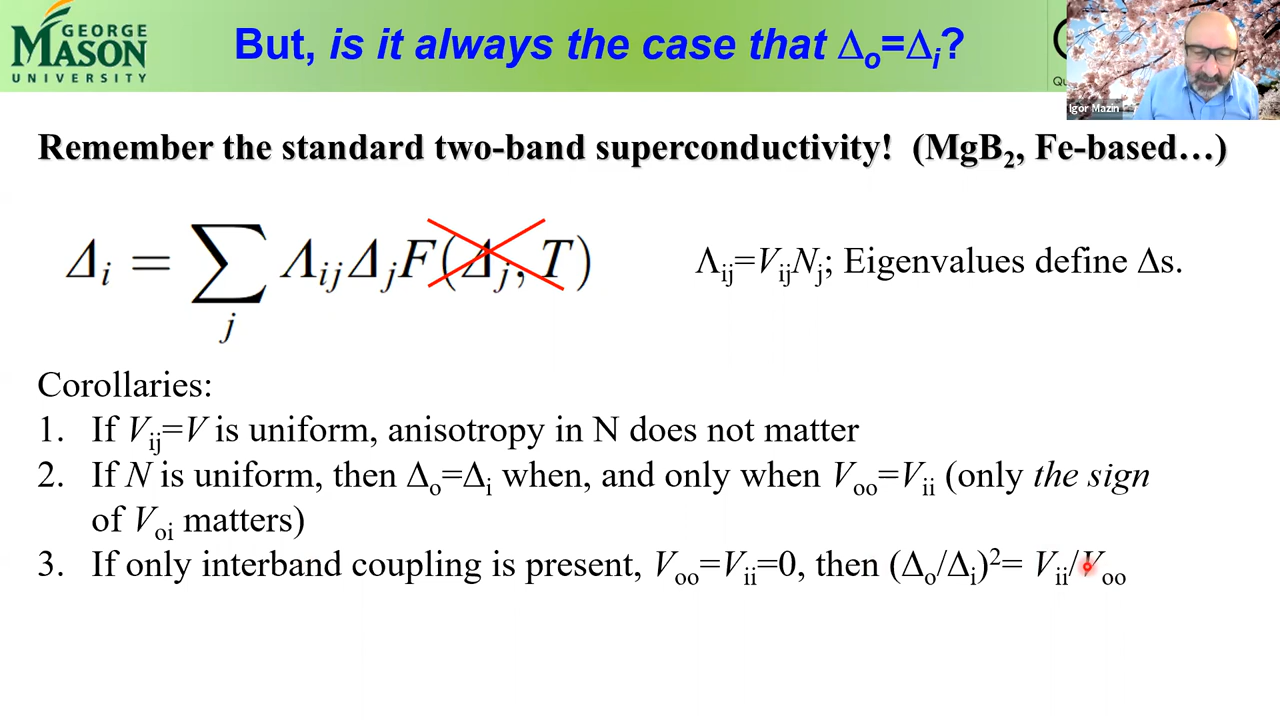 GEORGE
MASON
UNIVERSITY
But, is it always the case that Δo=Δi?
Qu
Igor Mazin
Remember the standard two-band superconductivity! (MgB2, Fe-based…)
Δi = ∑j ΛijΔjF(Δj, T)
Λij=VijNj; Eigenvalues define Δs.
Corollaries:
1. If Vij=V is uniform, anisotropy in N does not matter
2. If N is uniform, then Δo=Δi when, and only when Voo=Vii (only the sign
of Voi matters)
3. If only interband coupling is present, Voo=Vii=0, then (Δo/Δi)²= Vii/Voo